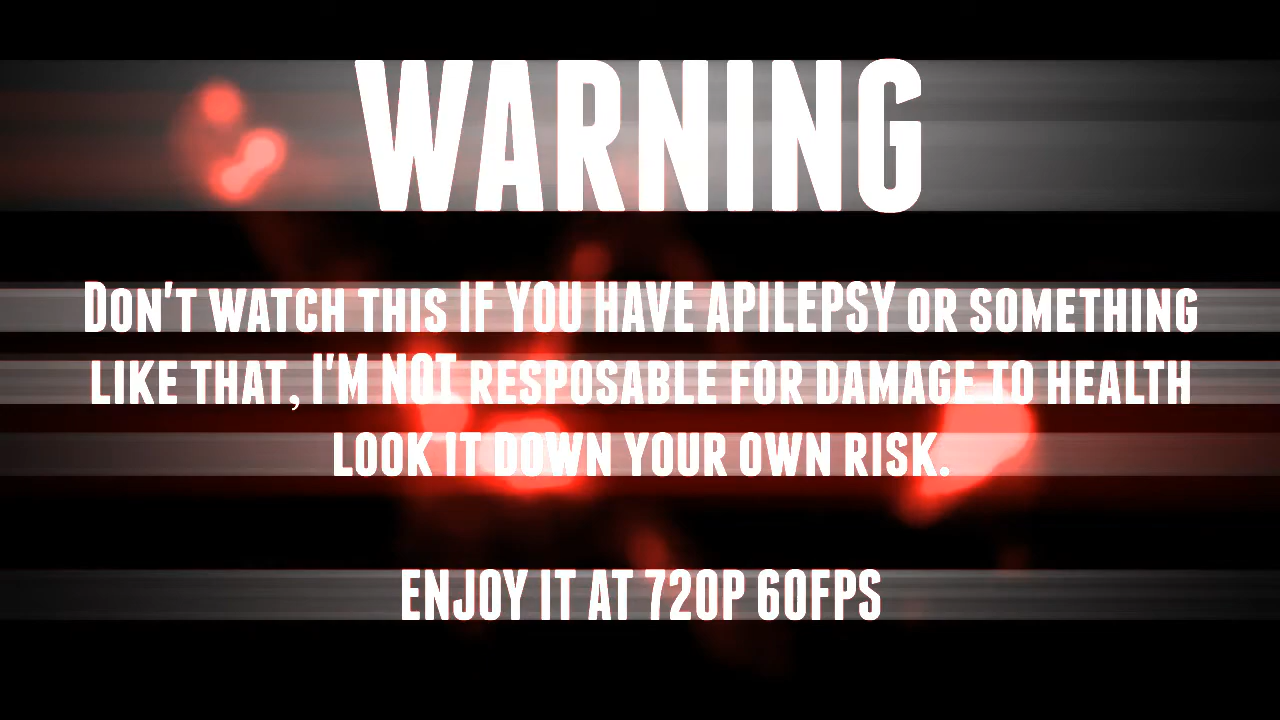 WARNING
DON'T WATCH THIS IF YOU HAVE APILEPSY OR SOMETHING
LIKE THAT, I'M NOT RESPOSABLE FOR DAMAGE TO HEALTH
LOOK IT DOWN YOUR OWN RISK.
ENJOY IT AT 720P 60FPS